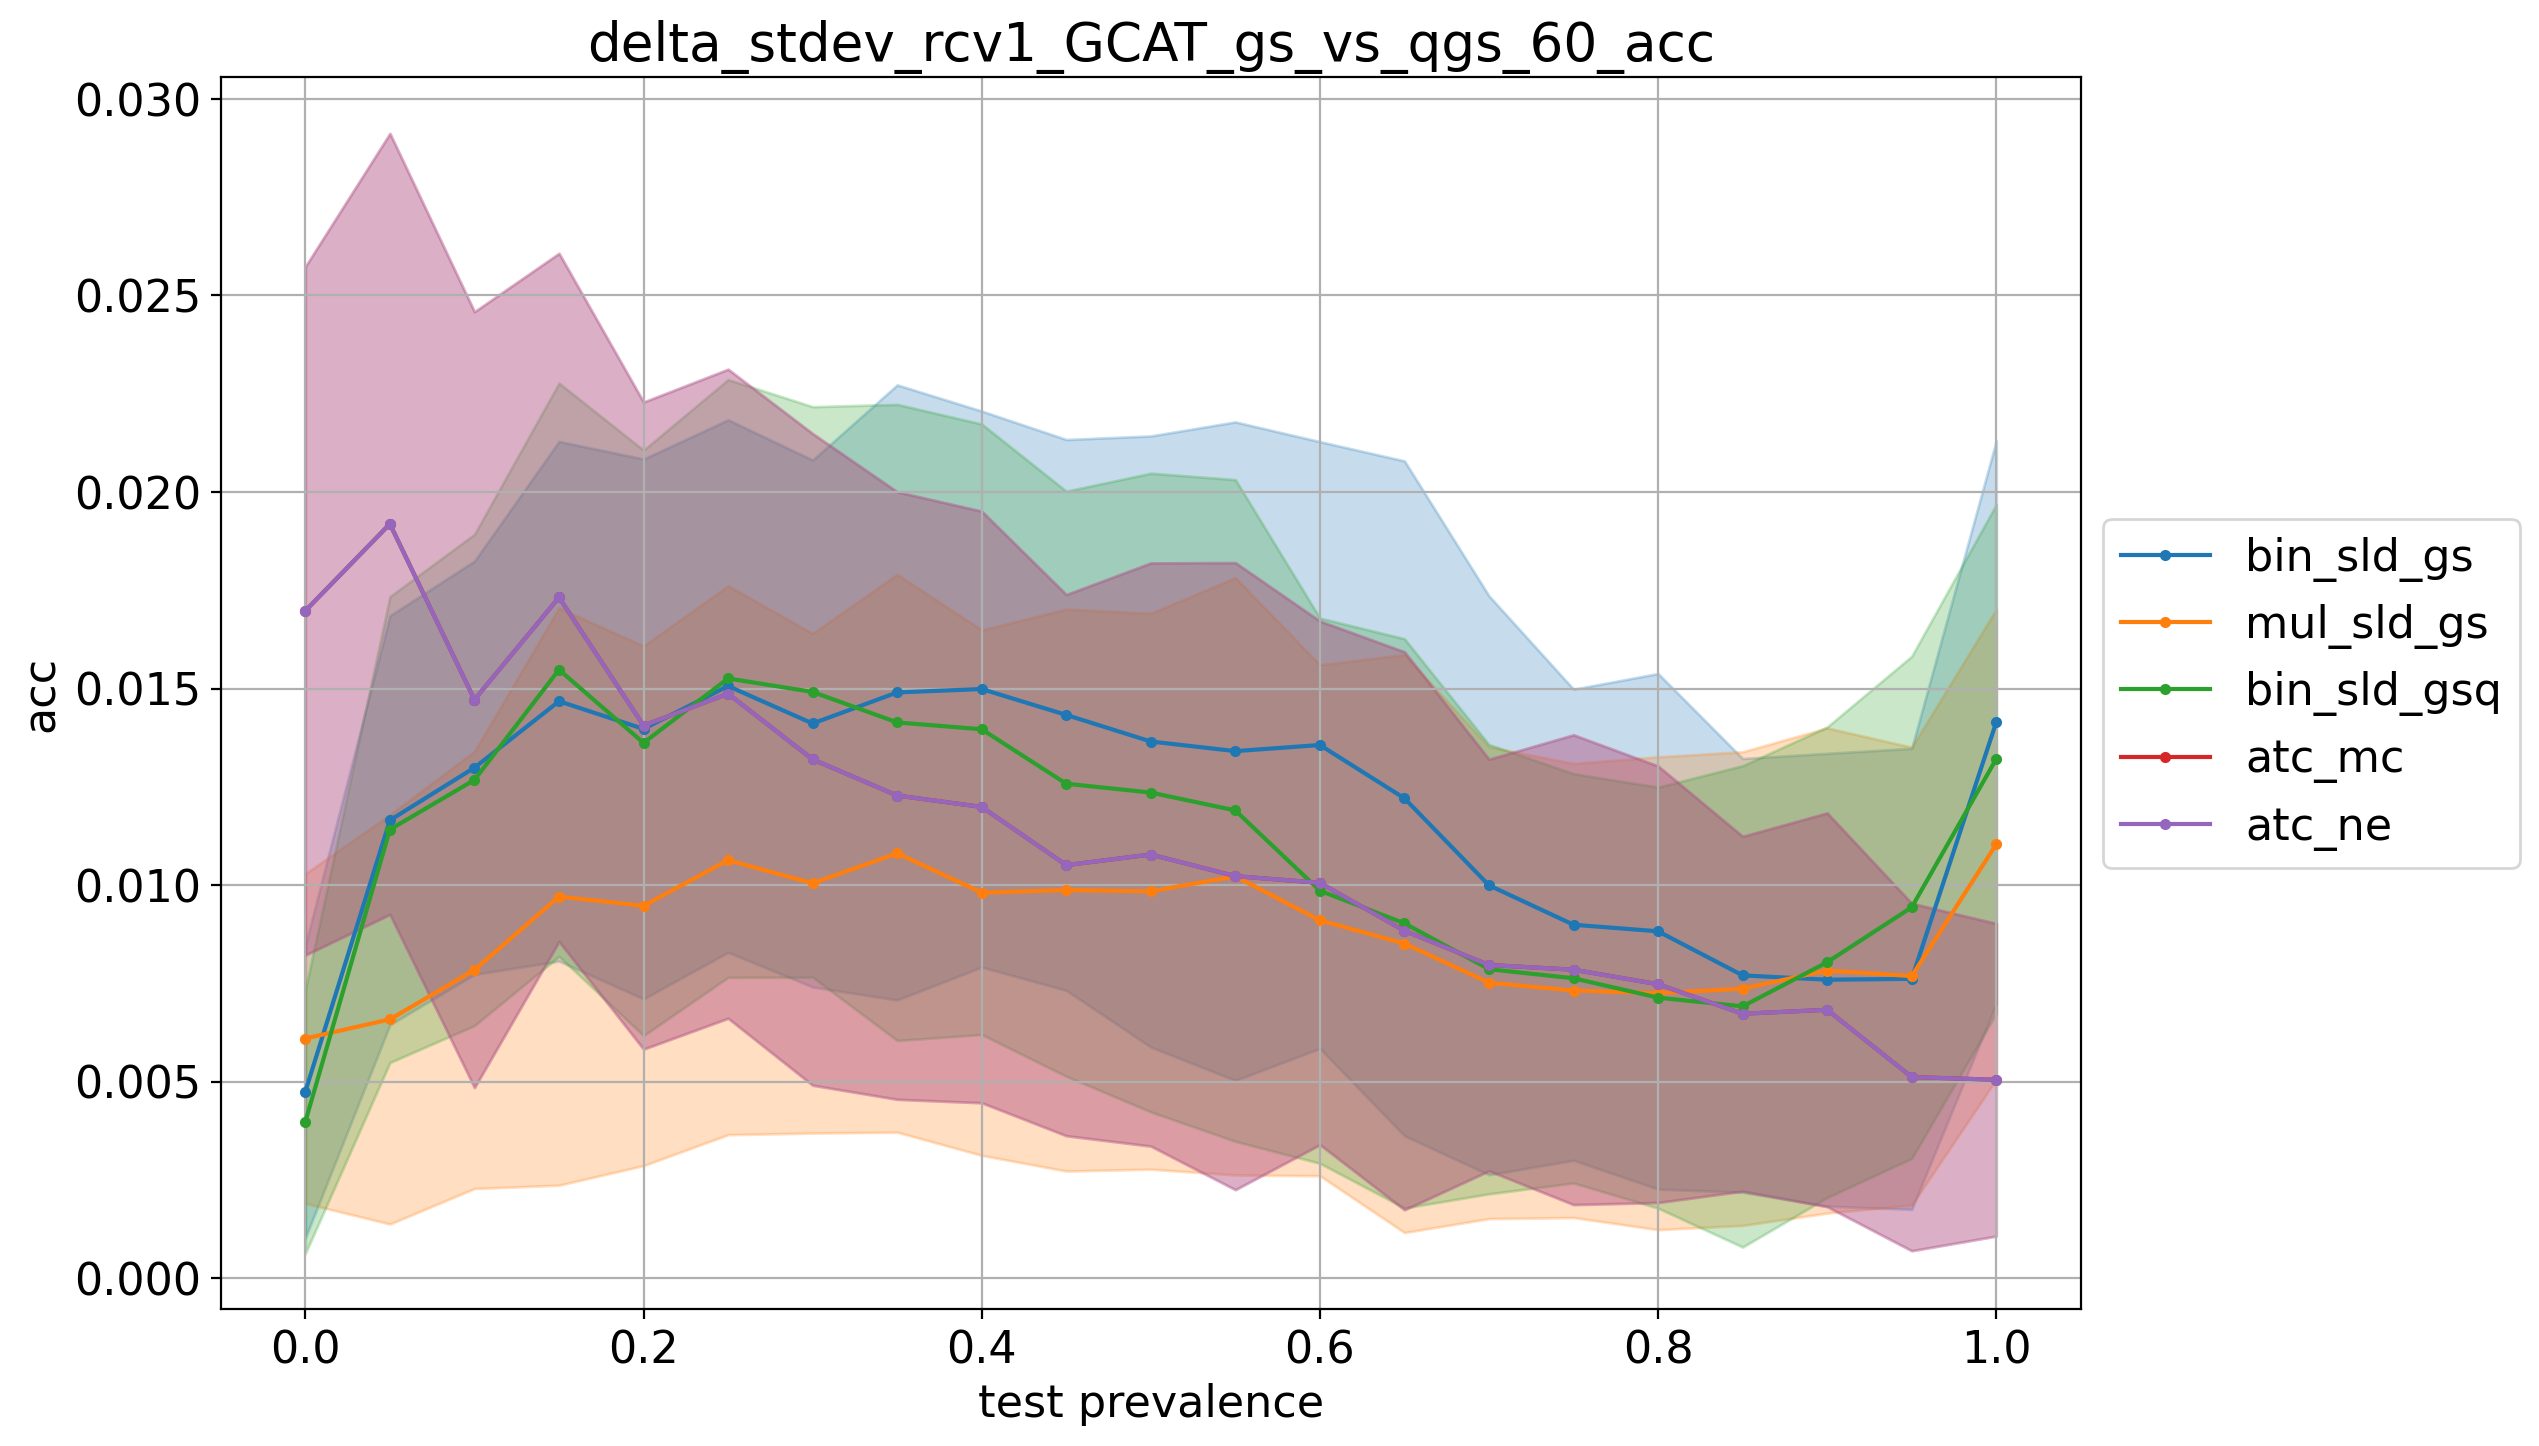 delta_stdev_rcv1_GCAT_gs_vs_qgs_60_acc
0.030
0.025
0.020
0.015
0.010
0.005
0.000
acc
0.0 0.2 0.4 0.6 0.8 1.0
test prevalence
bin_sld_gs
mul_sld_gs
bin_sld_gsq
atc_mc
atc_ne